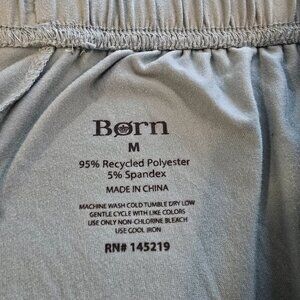 Børn
M
95% Recycled Polyester
5% Spandex
MADE IN CHINA
MACHINE WASH COLD TUMBLE DRY LOW
GENTLE CYCLE WITH LIKE COLORS
USE ONLY NON-CHLORINE BLEACH
USE COOL IRON
RN# 145219